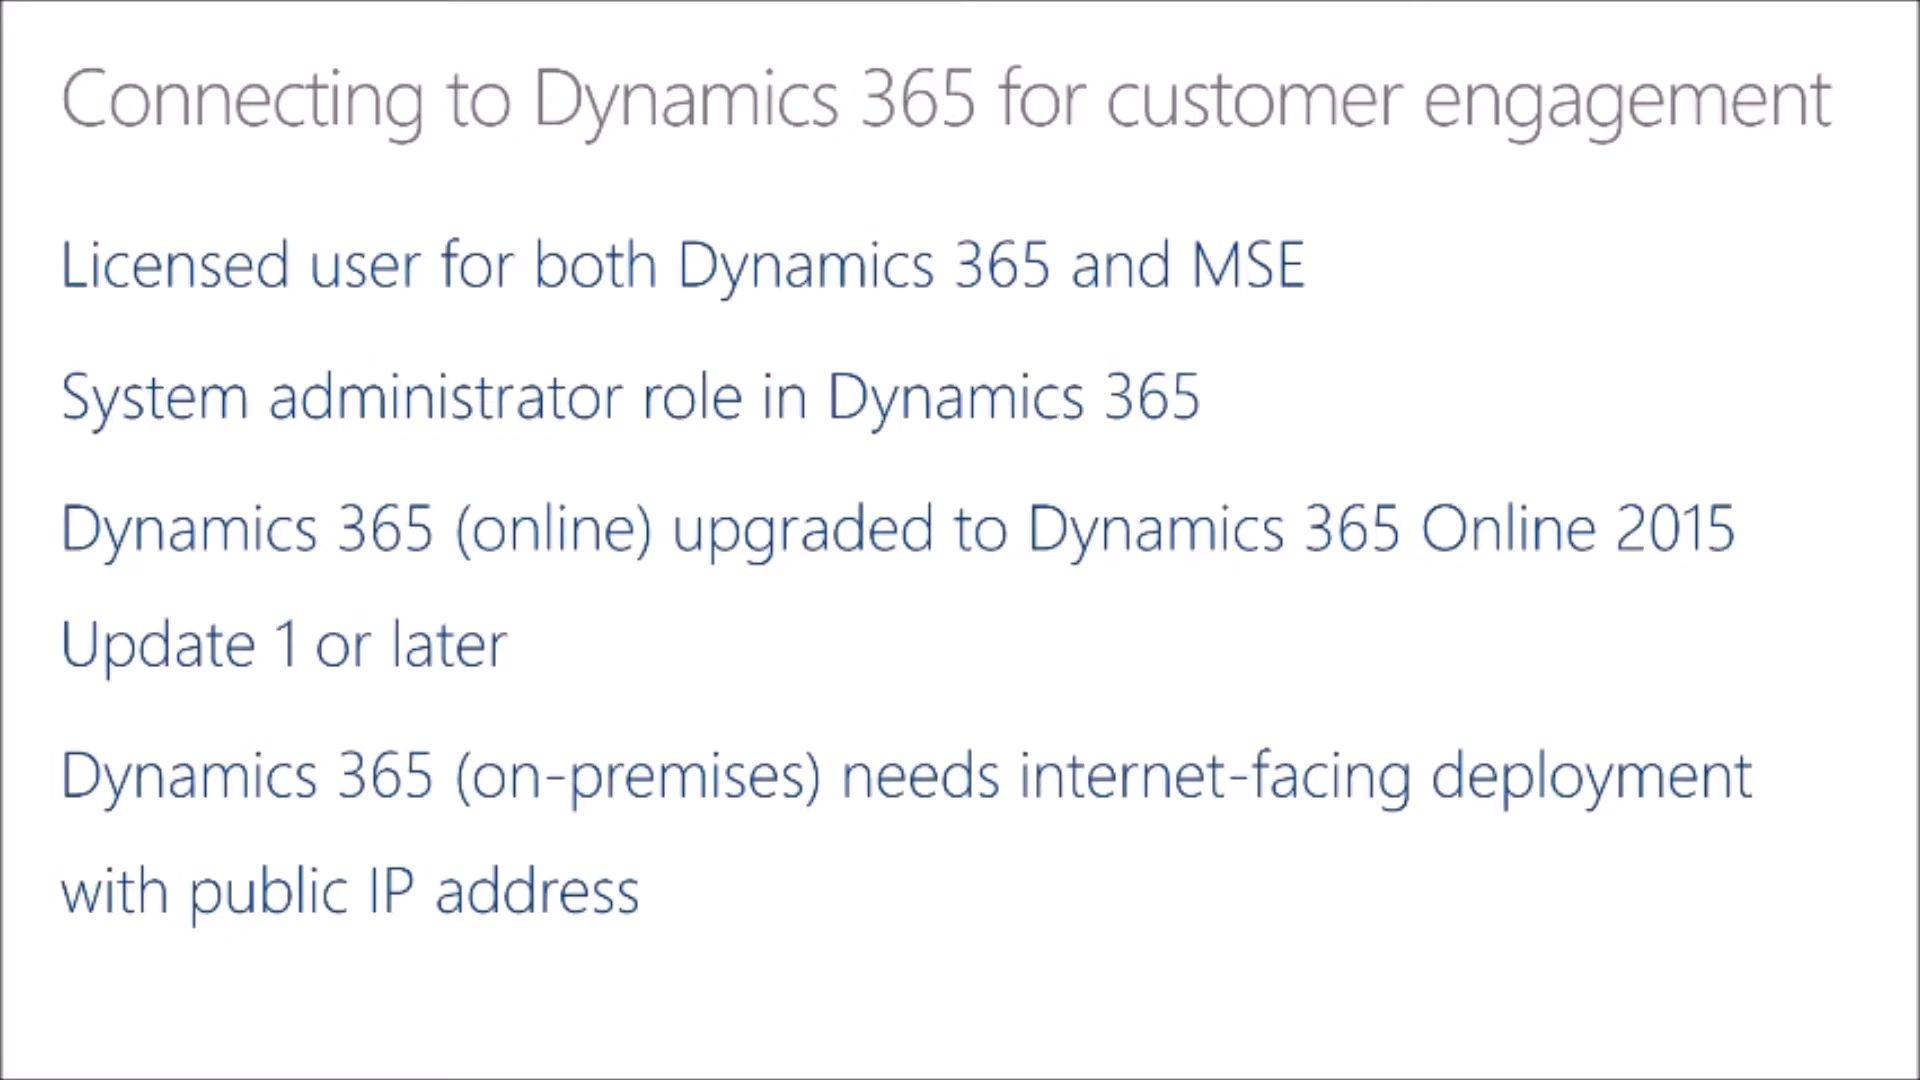 Connecting to Dynamics 365 for customer engagement
Licensed user for both Dynamics 365 and MSE
System administrator role in Dynamics 365
Dynamics 365 (online) upgraded to Dynamics 365 Online 2015
Update 1 or later
Dynamics 365 (on-premises) needs internet-facing deployment
with public IP address